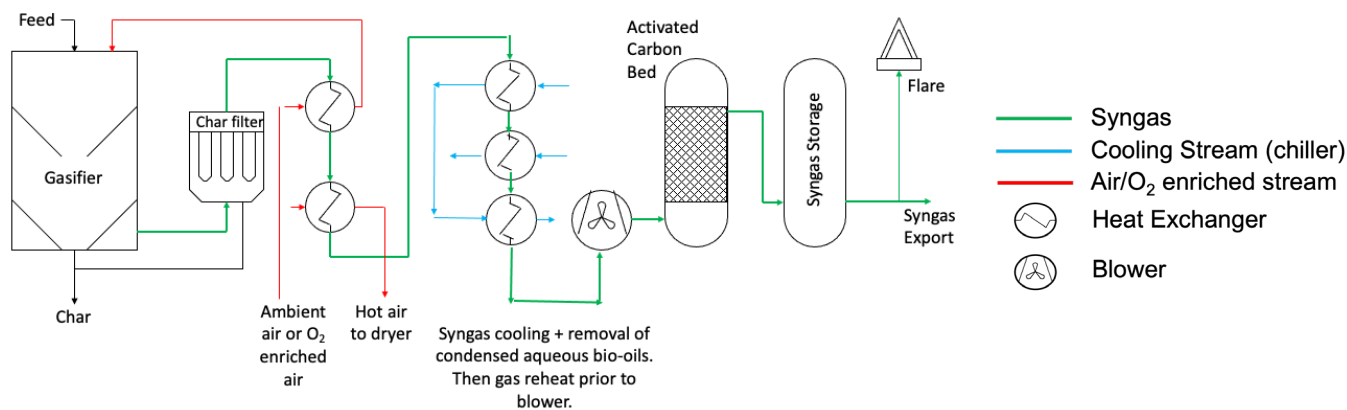 Feed
Gasifier
Char
Char filter
Ambient
air or O₂
enriched
air
Hot air
to dryer
Syngas cooling + removal of
condensed aqueous bio-oils.
Then gas reheat prior to
blower.
Activated
Carbon
Bed
Syngas Storage
Flare
Syngas
Export
Syngas
Cooling Stream (chiller)
Air/O₂ enriched stream
Heat Exchanger
Blower